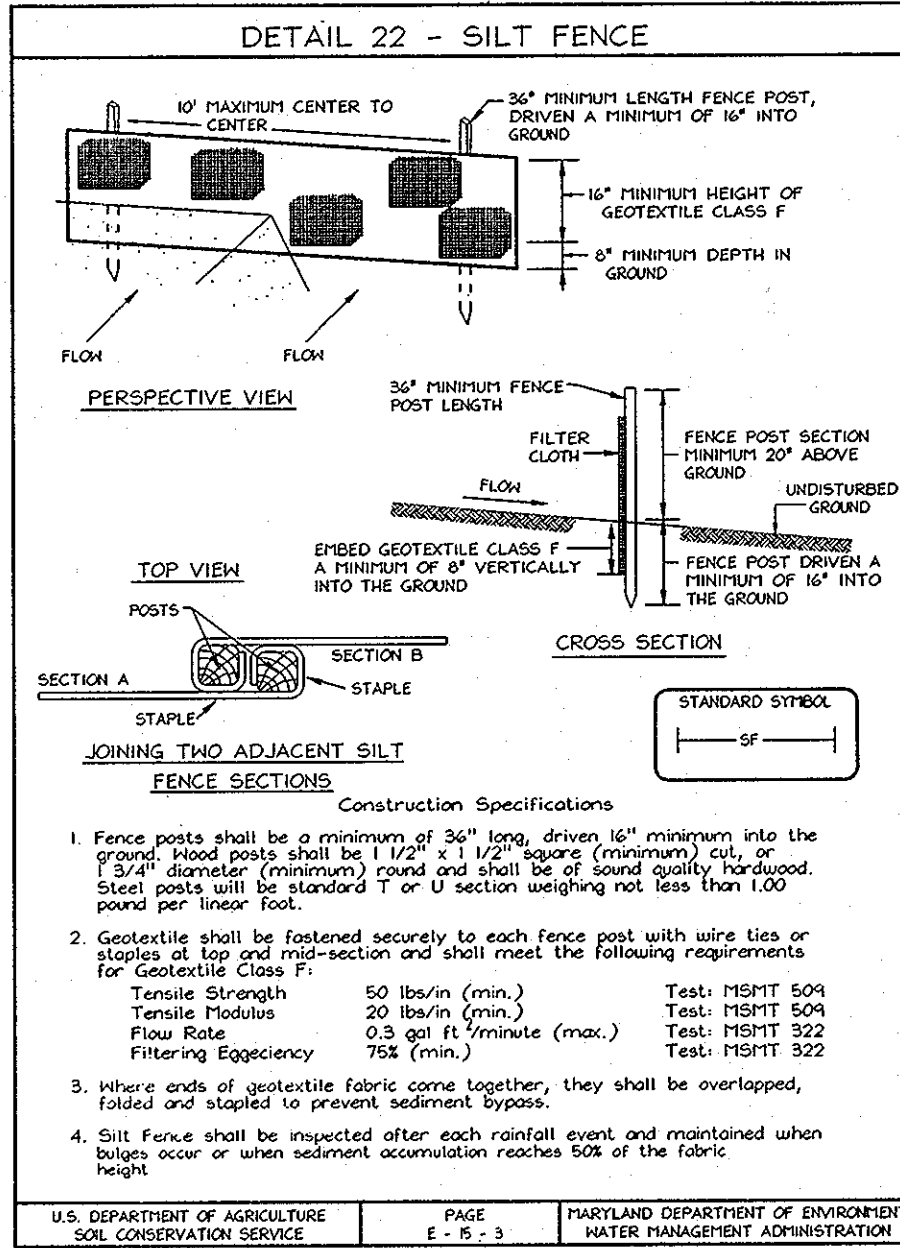 DETAIL 22 - SILT FENCE
10' MAXIMUM CENTER TO
CENTER
36" MINIMUM LENGTH FENCE POST,
DRIVEN A MINIMUM OF 16" INTO
GROUND
16" MINIMUM HEIGHT OF
GEOTEXTILE CLASS F
8" MINIMUM DEPTH IN
GROUND
FLOW
FLOW
PERSPECTIVE VIEW
36" MINIMUM FENCE
POST LENGTH
FILTER
CLOTH
FENCE POST SECTION
MINIMUM 20" ABOVE
GROUND
FLOW
UNDISTURBED
GROUND
EMBED GEOTEXTILE CLASS F
A MINIMUM OF 8" VERTICALLY
INTO THE GROUND
FENCE POST DRIVEN A
MINIMUM OF 16" INTO
THE GROUND
CROSS SECTION
TOP VIEW
POSTS
SECTION B
SECTION A
STAPLE
STAPLE
JOINING TWO ADJACENT SILT
FENCE SECTIONS
STANDARD SYMBOL
SF
Construction Specifications
1. Fence posts shall be a minimum of 36" long, driven 16" minimum into the
ground. Wood posts shall be 1 1/2" x 1 1/2" square (minimum) cut, or
1 3/4" diameter (minimum) round and shall be of sound quality hardwood.
Steel posts will be standard T or U section weighing not less than 1.00
pound per linear foot.
2. Geotextile shall be fastened securely to each fence post with wire ties or
staples at top and mid-section and shall meet the following requirements
for Geotextile Class F:
Tensile Strength 50 lbs/in (min.) Test: MSMT 509
Tensile Modulus 20 lbs/in (min.) Test: MSMT 509
Flow Rate 0.3 gal ft²/minute (max.) Test: MSMT 322
Filtering Eggeciency 75% (min.) Test: MSMT 322
3. Where ends of geotextile fabric come together, they shall be overlapped,
folded and stapled to prevent sediment bypass.
4. Silt Fence shall be inspected after each rainfall event and maintained when
bulges occur or when sediment accumulation reaches 50% of the fabric
height
U.S. DEPARTMENT OF AGRICULTURE
SOIL CONSERVATION SERVICE
PAGE
E - 15 - 3
MARYLAND DEPARTMENT OF ENVIRONMENT
WATER MANAGEMENT ADMINISTRATION